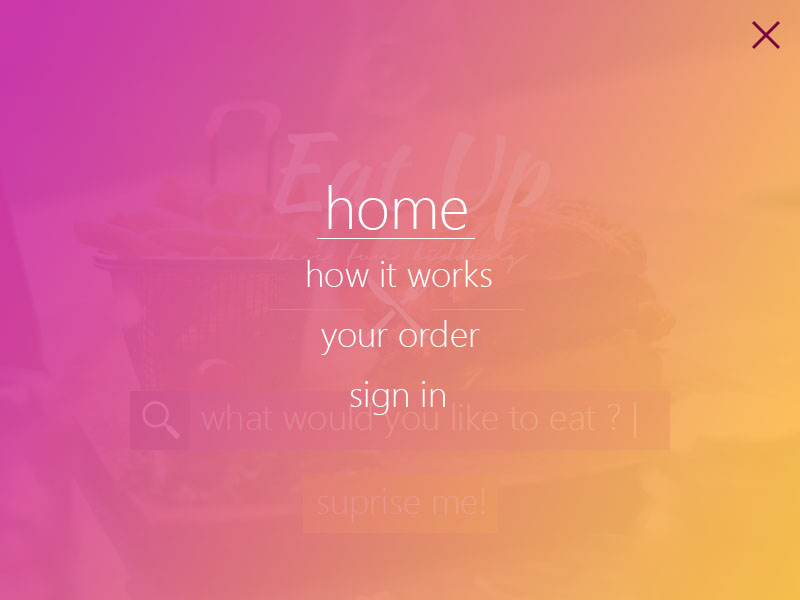 Eat Up
home
how it works
your order
sign in
what would you like to eat ?
suprise me!